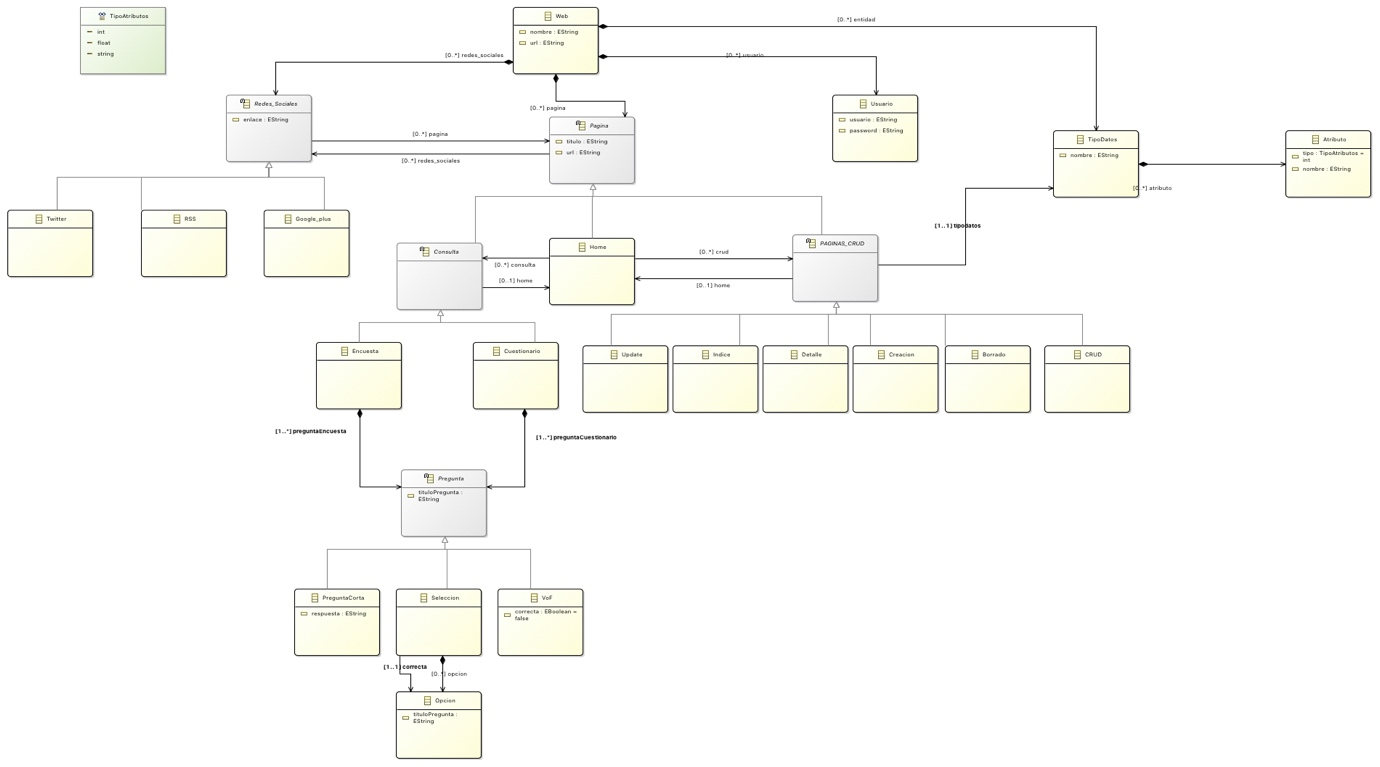 TipoAtributos
int
float
string
Web
nombre : EString
url : EString
[0..*] entidad
[0..*] redes_sociales
[0..*] usuario
[0..*] pagina
Redes_Sociales
enlace : EString
[0..*] pagina
[0..*] redes_sociales
Pagina
titulo : EString
url : EString
Usuario
usuario : EString
password : EString
TipoDatos
nombre : EString
[0..*] atributo
Atributo
tipo : TipoAtributos =
int
nombre : EString
Twitter
RSS
Google_plus
[1..1] tipodatos
Consulta
[0..*] consulta
[0..1] home
Home
[0..*] crud
[0..1] home
PAGINAS_CRUD
Encuesta
Cuestionario
Update
Indice
Detalle
Creacion
Borrado
CRUD
[1..*] preguntaEncuesta
[1..*] preguntaCuestionario
Pregunta
tituloPregunta :
EString
PreguntaCorta
respuesta : EString
Seleccion
VoF
correcta : EBoolean =
false
[1..1] correcta
[0..*] opcion
Opcion
tituloPregunta :
EString